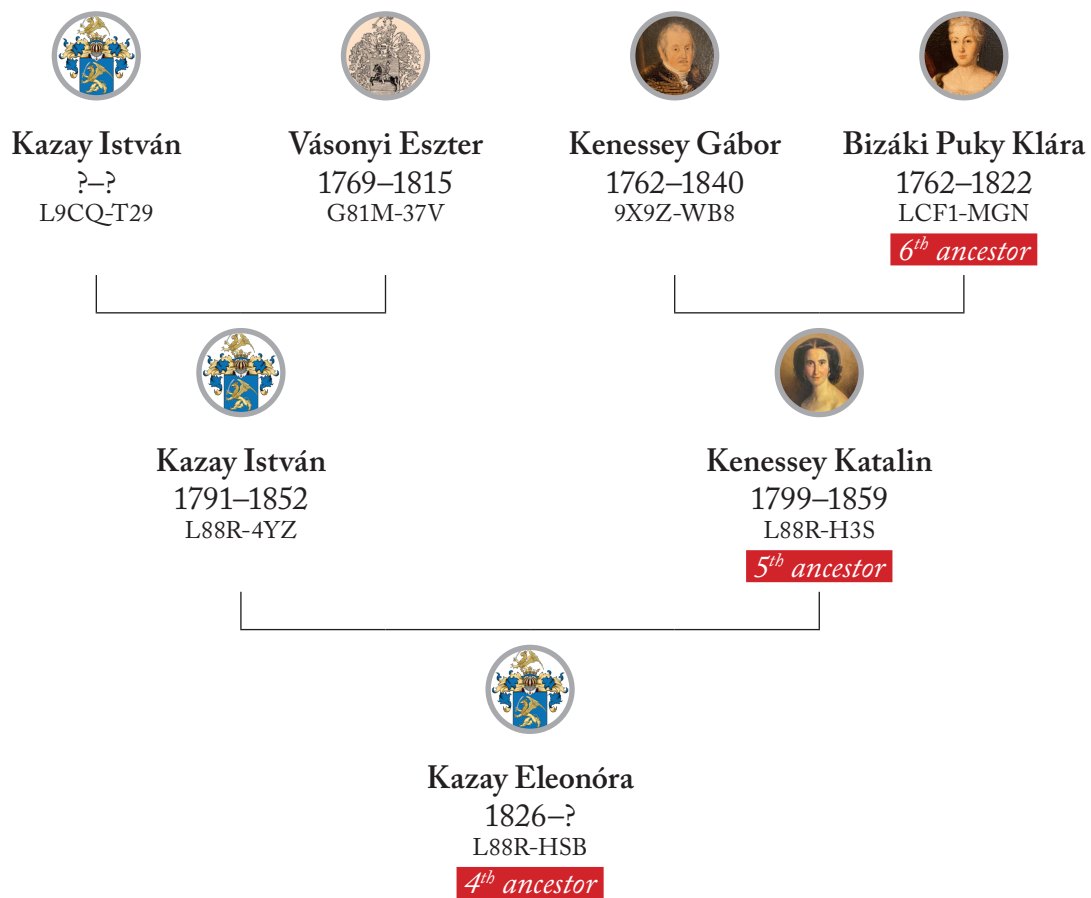 Kazay István
?–?
L9CQ-T29
Vásonyi Eszter
1769–1815
G81M-37V
Kenessey Gábor
1762–1840
9X9Z-WB8
Bizáki Puky Klára
1762–1822
LCF1-MGN
6th ancestor
Kazay István
1791–1852
L88R-4YZ
Kenessey Katalin
1799–1859
L88R-H3S
5th ancestor
Kazay Eleonóra
1826–?
L88R-HSB
4th ancestor